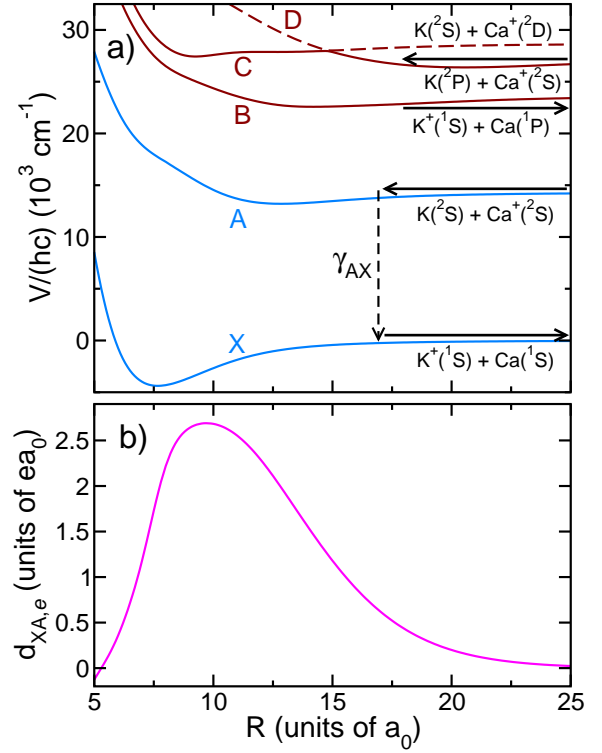 a)
V/(hc) (10³ cm⁻¹)
30
20
10
0
D
C
B
A
X
K(²S) + Ca⁺(²D)
K(²P) + Ca⁺(²S)
K⁺(¹S) + Ca(¹P)
K(²S) + Ca⁺(²S)
γ_AX
K⁺(¹S) + Ca(¹S)
b)
d_XA,e (units of ea₀)
2.5
2
1.5
1
0.5
0
5 10 15 20 25
R (units of a₀)